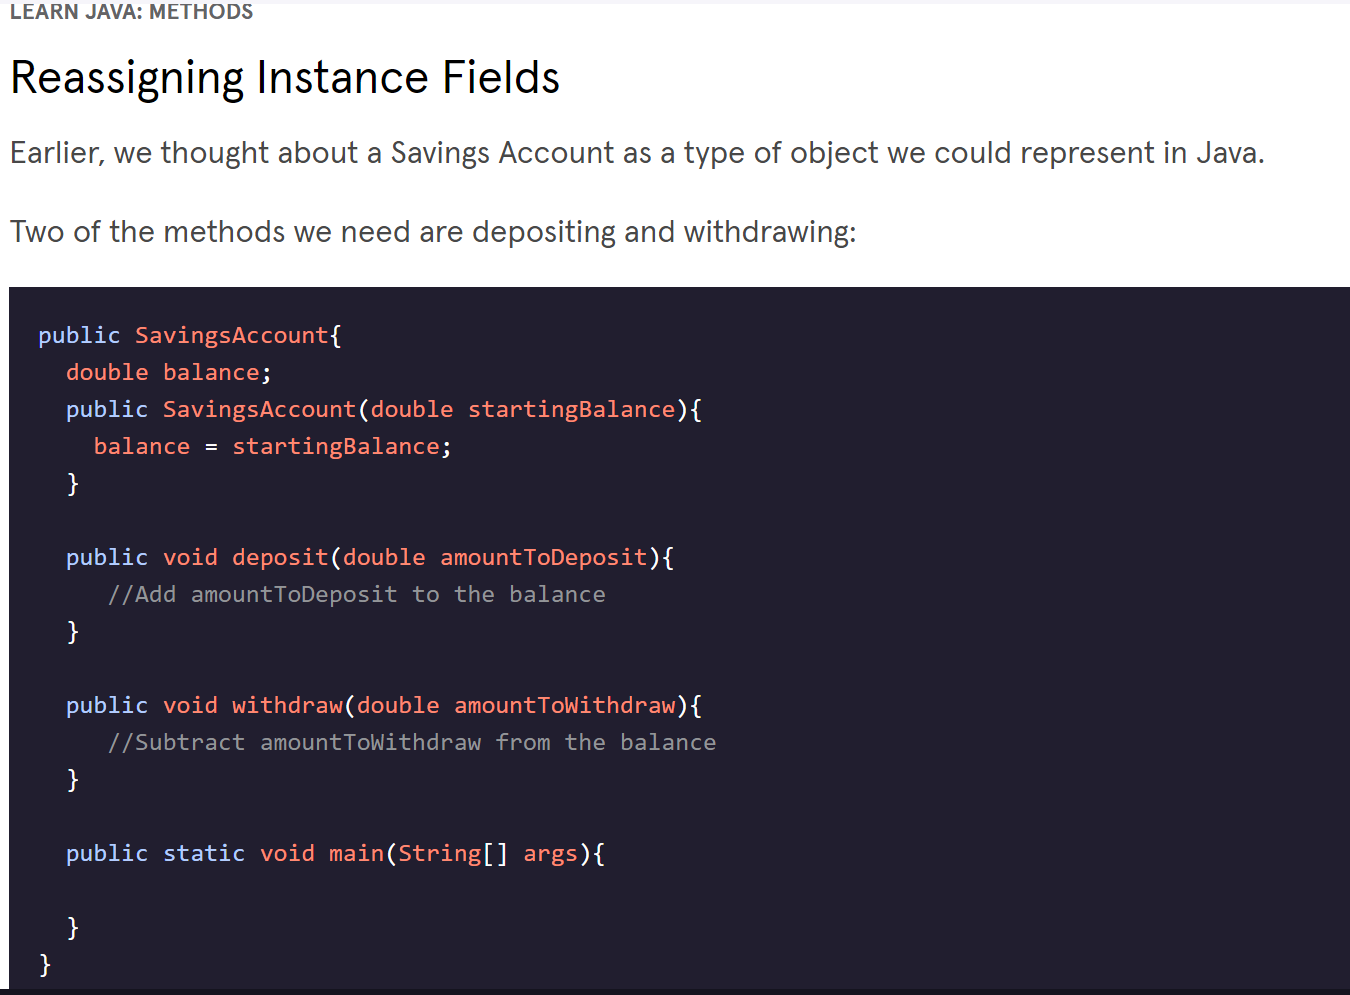 LEARN JAVA: METHODS
Reassigning Instance Fields
Earlier, we thought about a Savings Account as a type of object we could represent in Java.
Two of the methods we need are depositing and withdrawing:
public SavingsAccount{
  double balance;
  public SavingsAccount(double startingBalance){
    balance = startingBalance;
  }
  public void deposit(double amountToDeposit){
     //Add amountToDeposit to the balance
  }
  public void withdraw(double amountToWithdraw){
     //Subtract amountToWithdraw from the balance
  }
  public static void main(String[] args){
  }
}